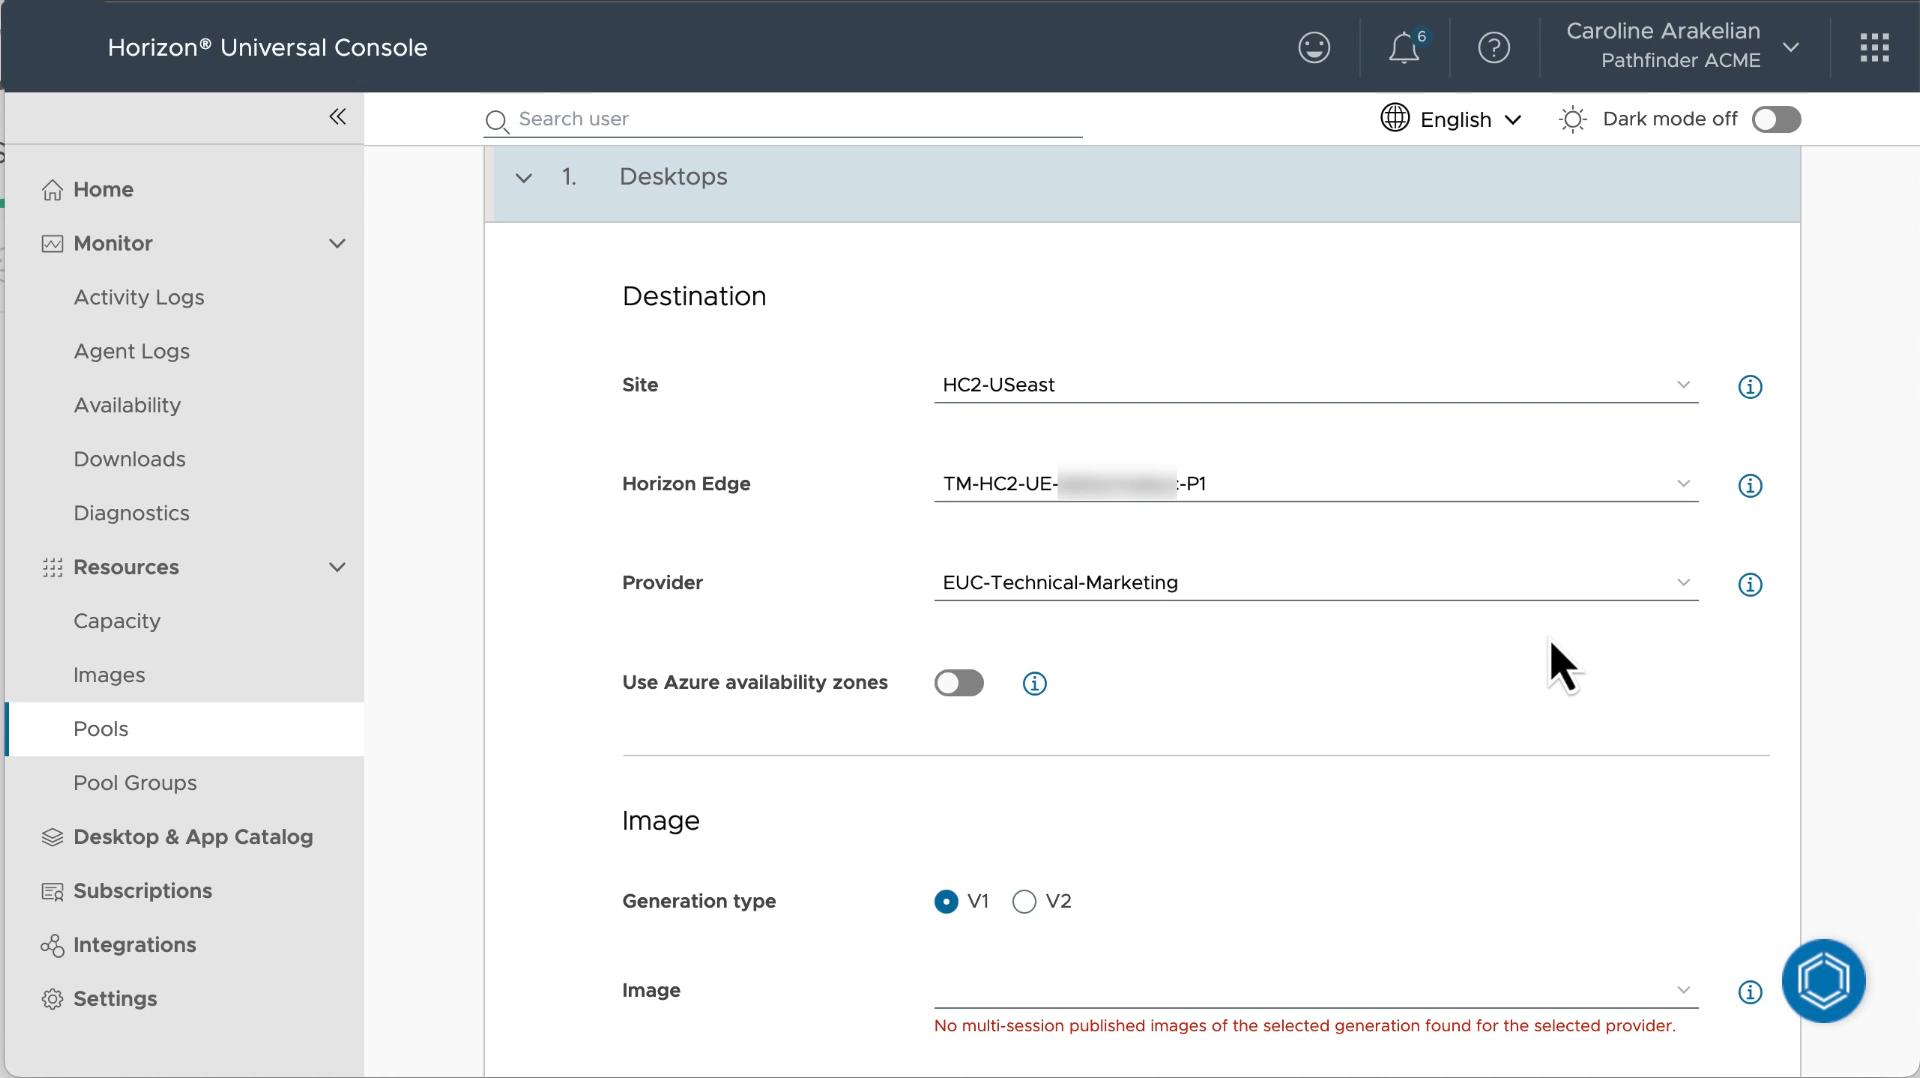 Horizon® Universal Console
6
Caroline Arakelian
Pathfinder ACME
Search user
English
Dark mode off
Home
Monitor
Activity Logs
Agent Logs
Availability
Downloads
Diagnostics
Resources
Capacity
Images
Pools
Pool Groups
Desktop & App Catalog
Subscriptions
Integrations
Settings
1. Desktops
Destination
Site HC2-USeast
Horizon Edge TM-HC2-UE- -P1
Provider EUC-Technical-Marketing
Use Azure availability zones
Image
Generation type V1 V2
Image
No multi-session published images of the selected generation found for the selected provider.